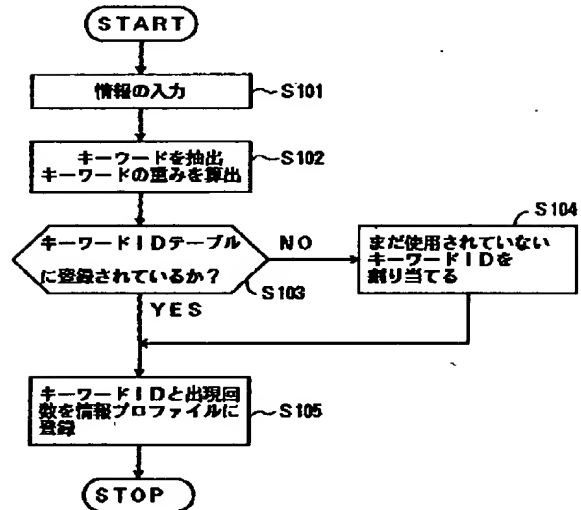 START
情報の入力
S101
キーワードを抽出
キーワードの重みを算出
S102
キーワードIDテーブル
に登録されているか？
S103
NO
YES
S104
まだ使用されていない
キーワードIDを
割り当てる
キーワードIDと出現回
数を情報プロファイルに
登録
S105
STOP